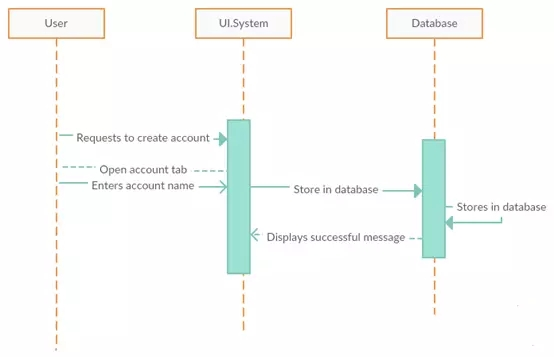 User
UI.System
Database
Requests to create account
Open account tab
Enters account name
Store in database
Stores in database
Displays successful message